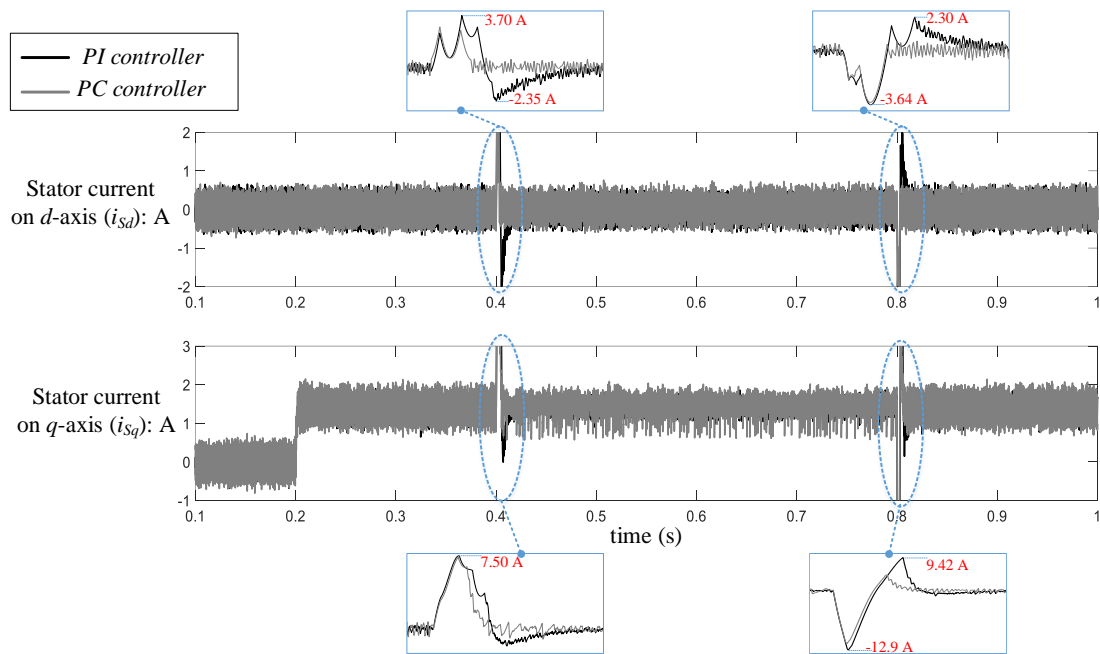 PI controller
PC controller
3.70 A
-2.35 A
2.30 A
-3.64 A
Stator current
on d-axis (iSd): A
2
1
0
-1
-2
0.1 0.2 0.3 0.4 0.5 0.6 0.7 0.8 0.9 1
Stator current
on q-axis (iSq): A
3
2
1
0
-1
0.1 0.2 0.3 0.4 0.5 0.6 0.7 0.8 0.9 1
time (s)
7.50 A
9.42 A
-12.9 A